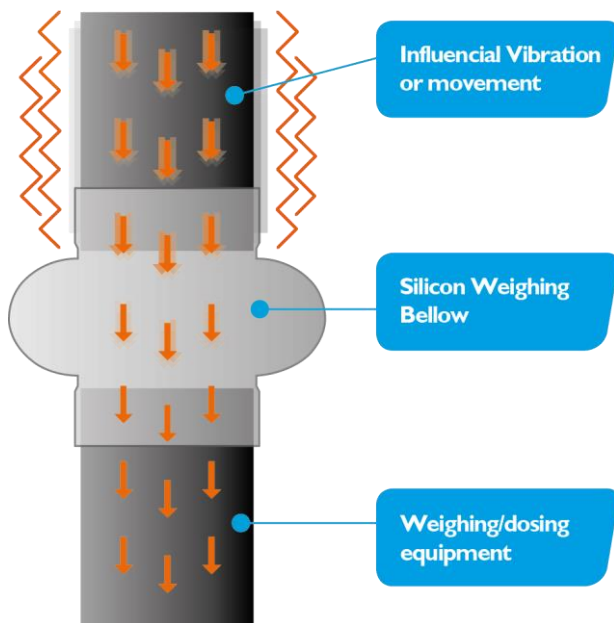 Influencial Vibration
or movement
Silicon Weighing
Bellow
Weighing/dosing
equipment